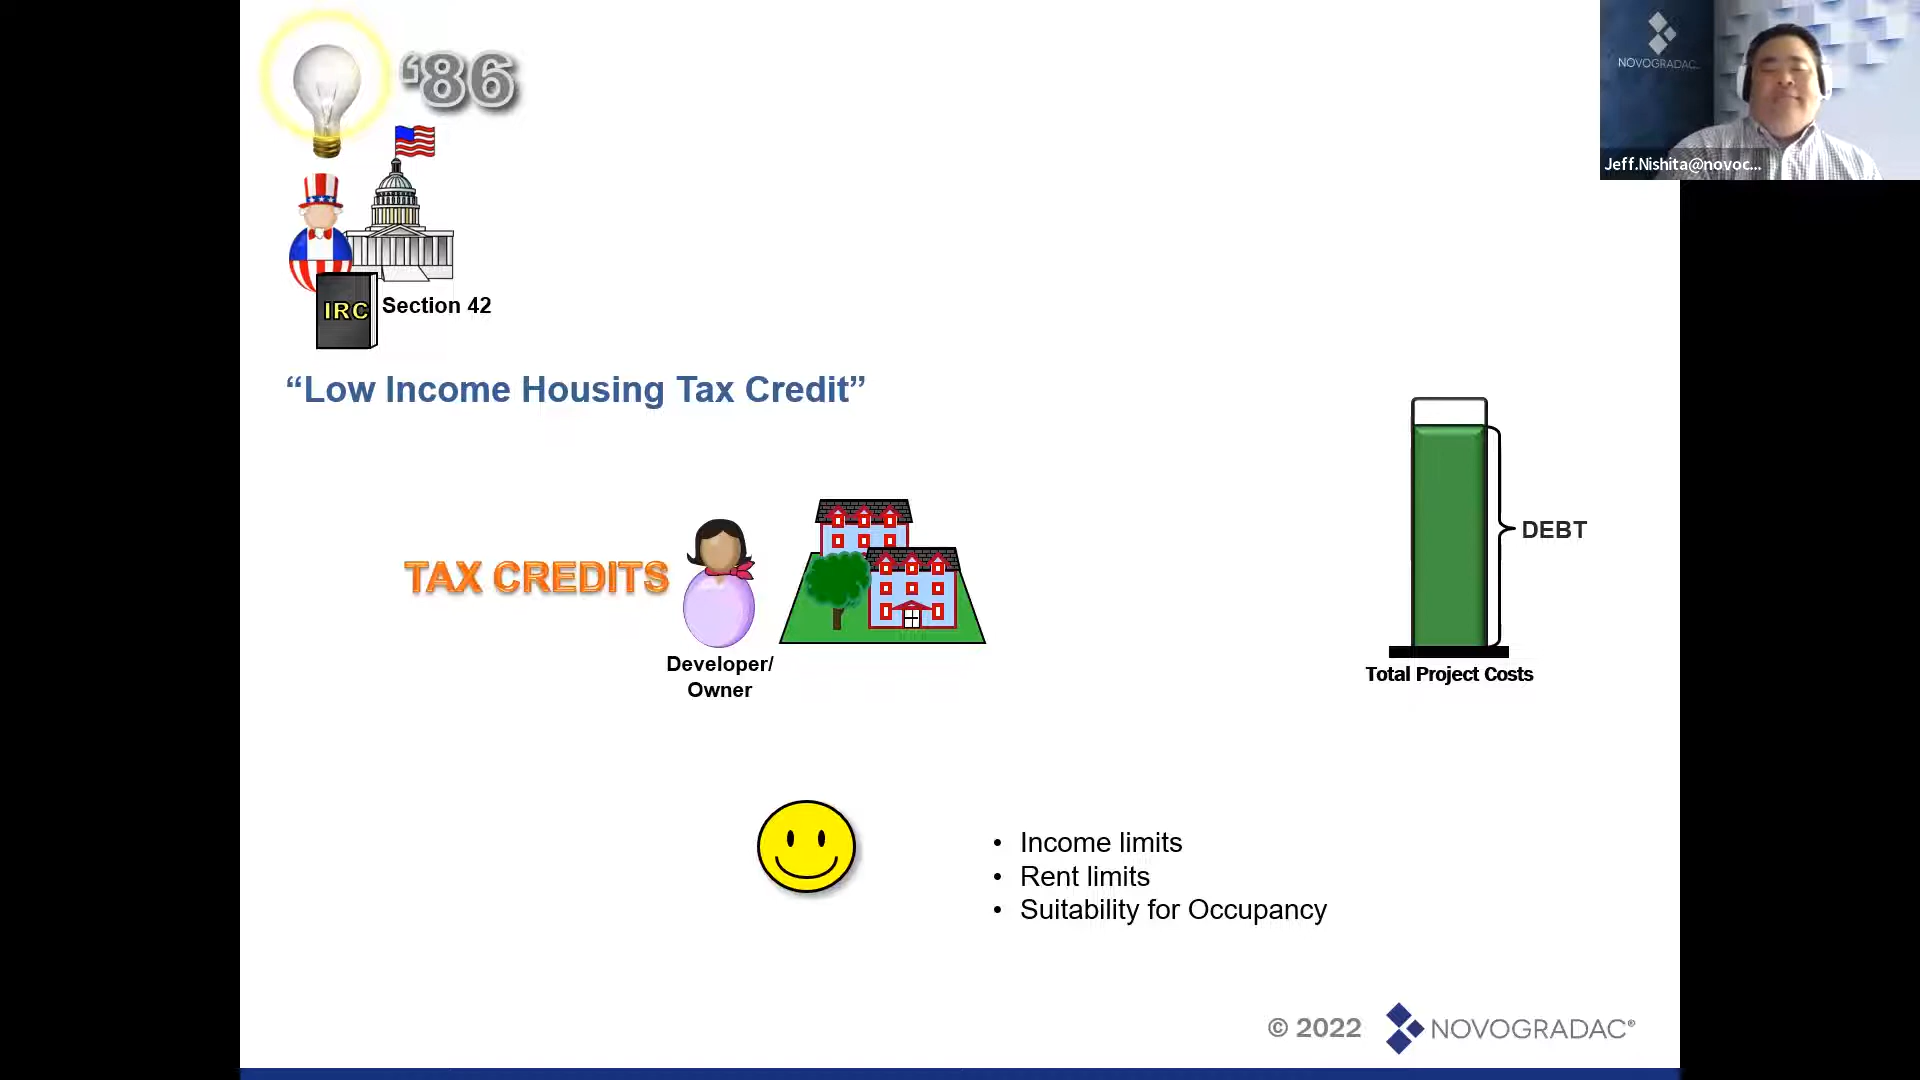 ‘86
IRC
Section 42
“Low Income Housing Tax Credit”
TAX CREDITS
Developer/
Owner
DEBT
Total Project Costs
• Income limits
• Rent limits
• Suitability for Occupancy
© 2022
NOVOGRADAC®
NOVOGRADAC
Jeff.Nishita@novoc...